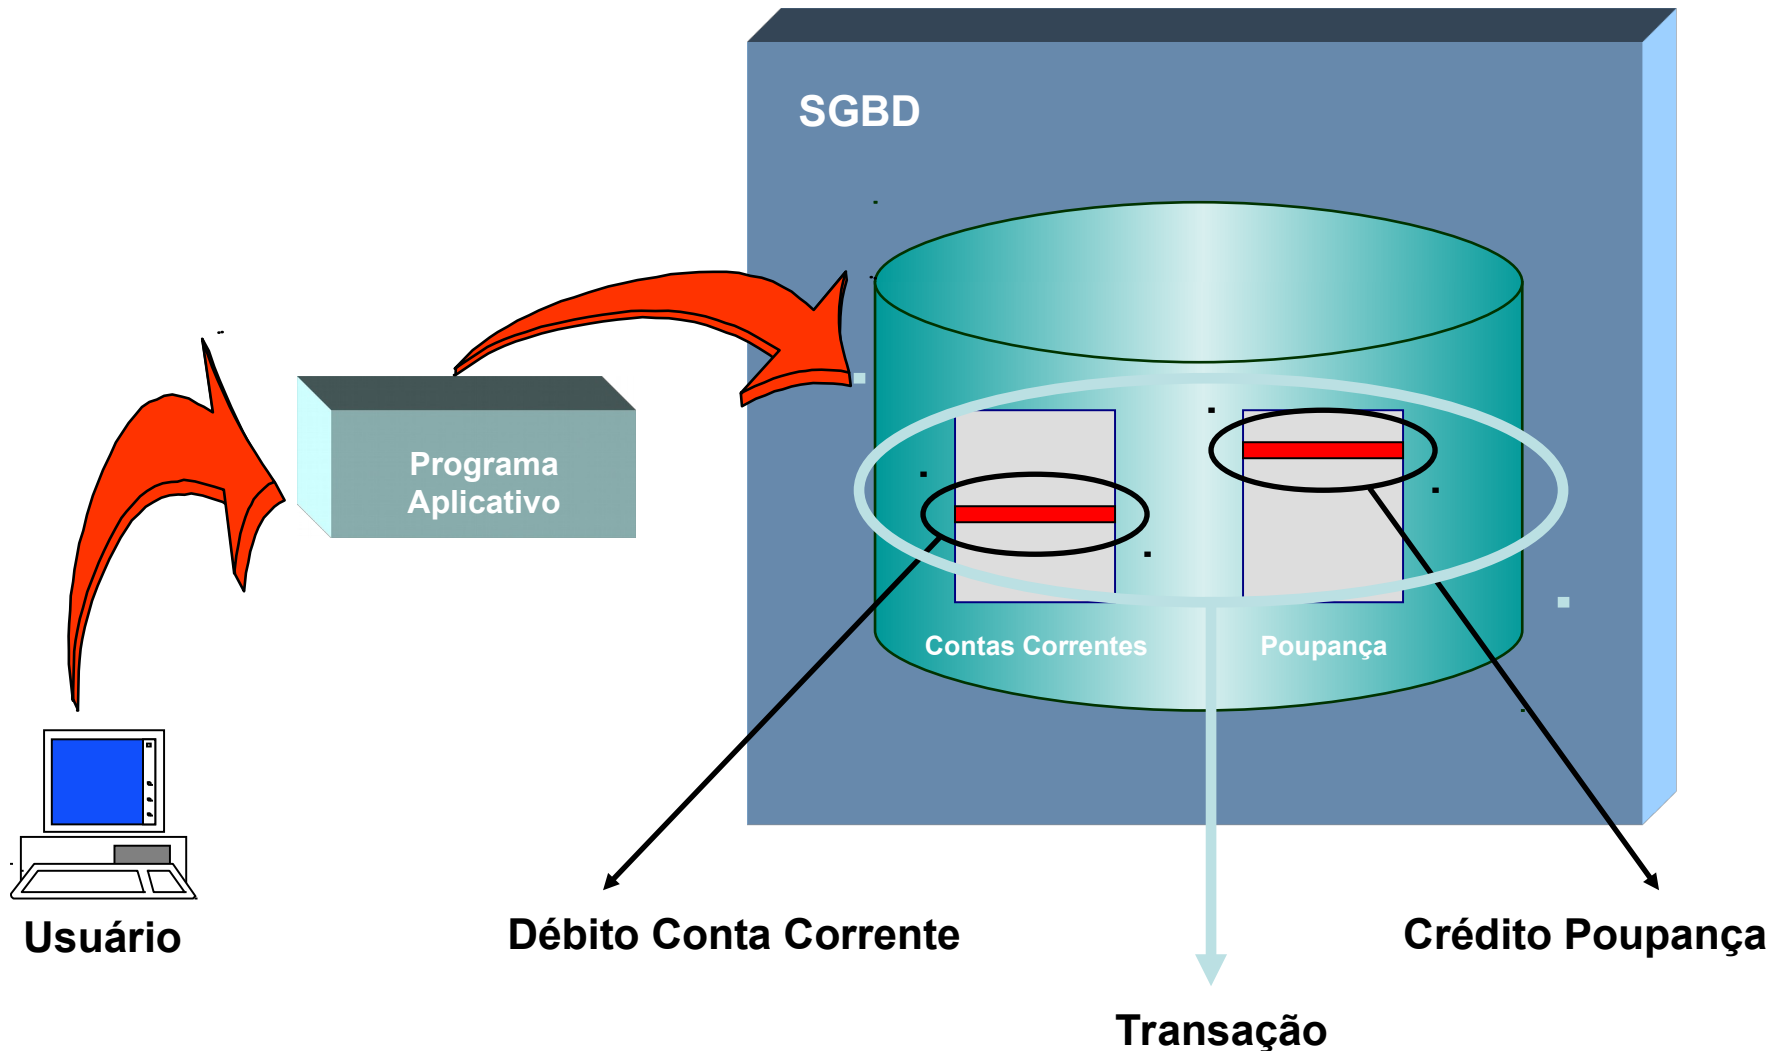 SGBD
Programa
Aplicativo
Contas Correntes
Poupança
Usuário
Débito Conta Corrente
Crédito Poupança
Transação